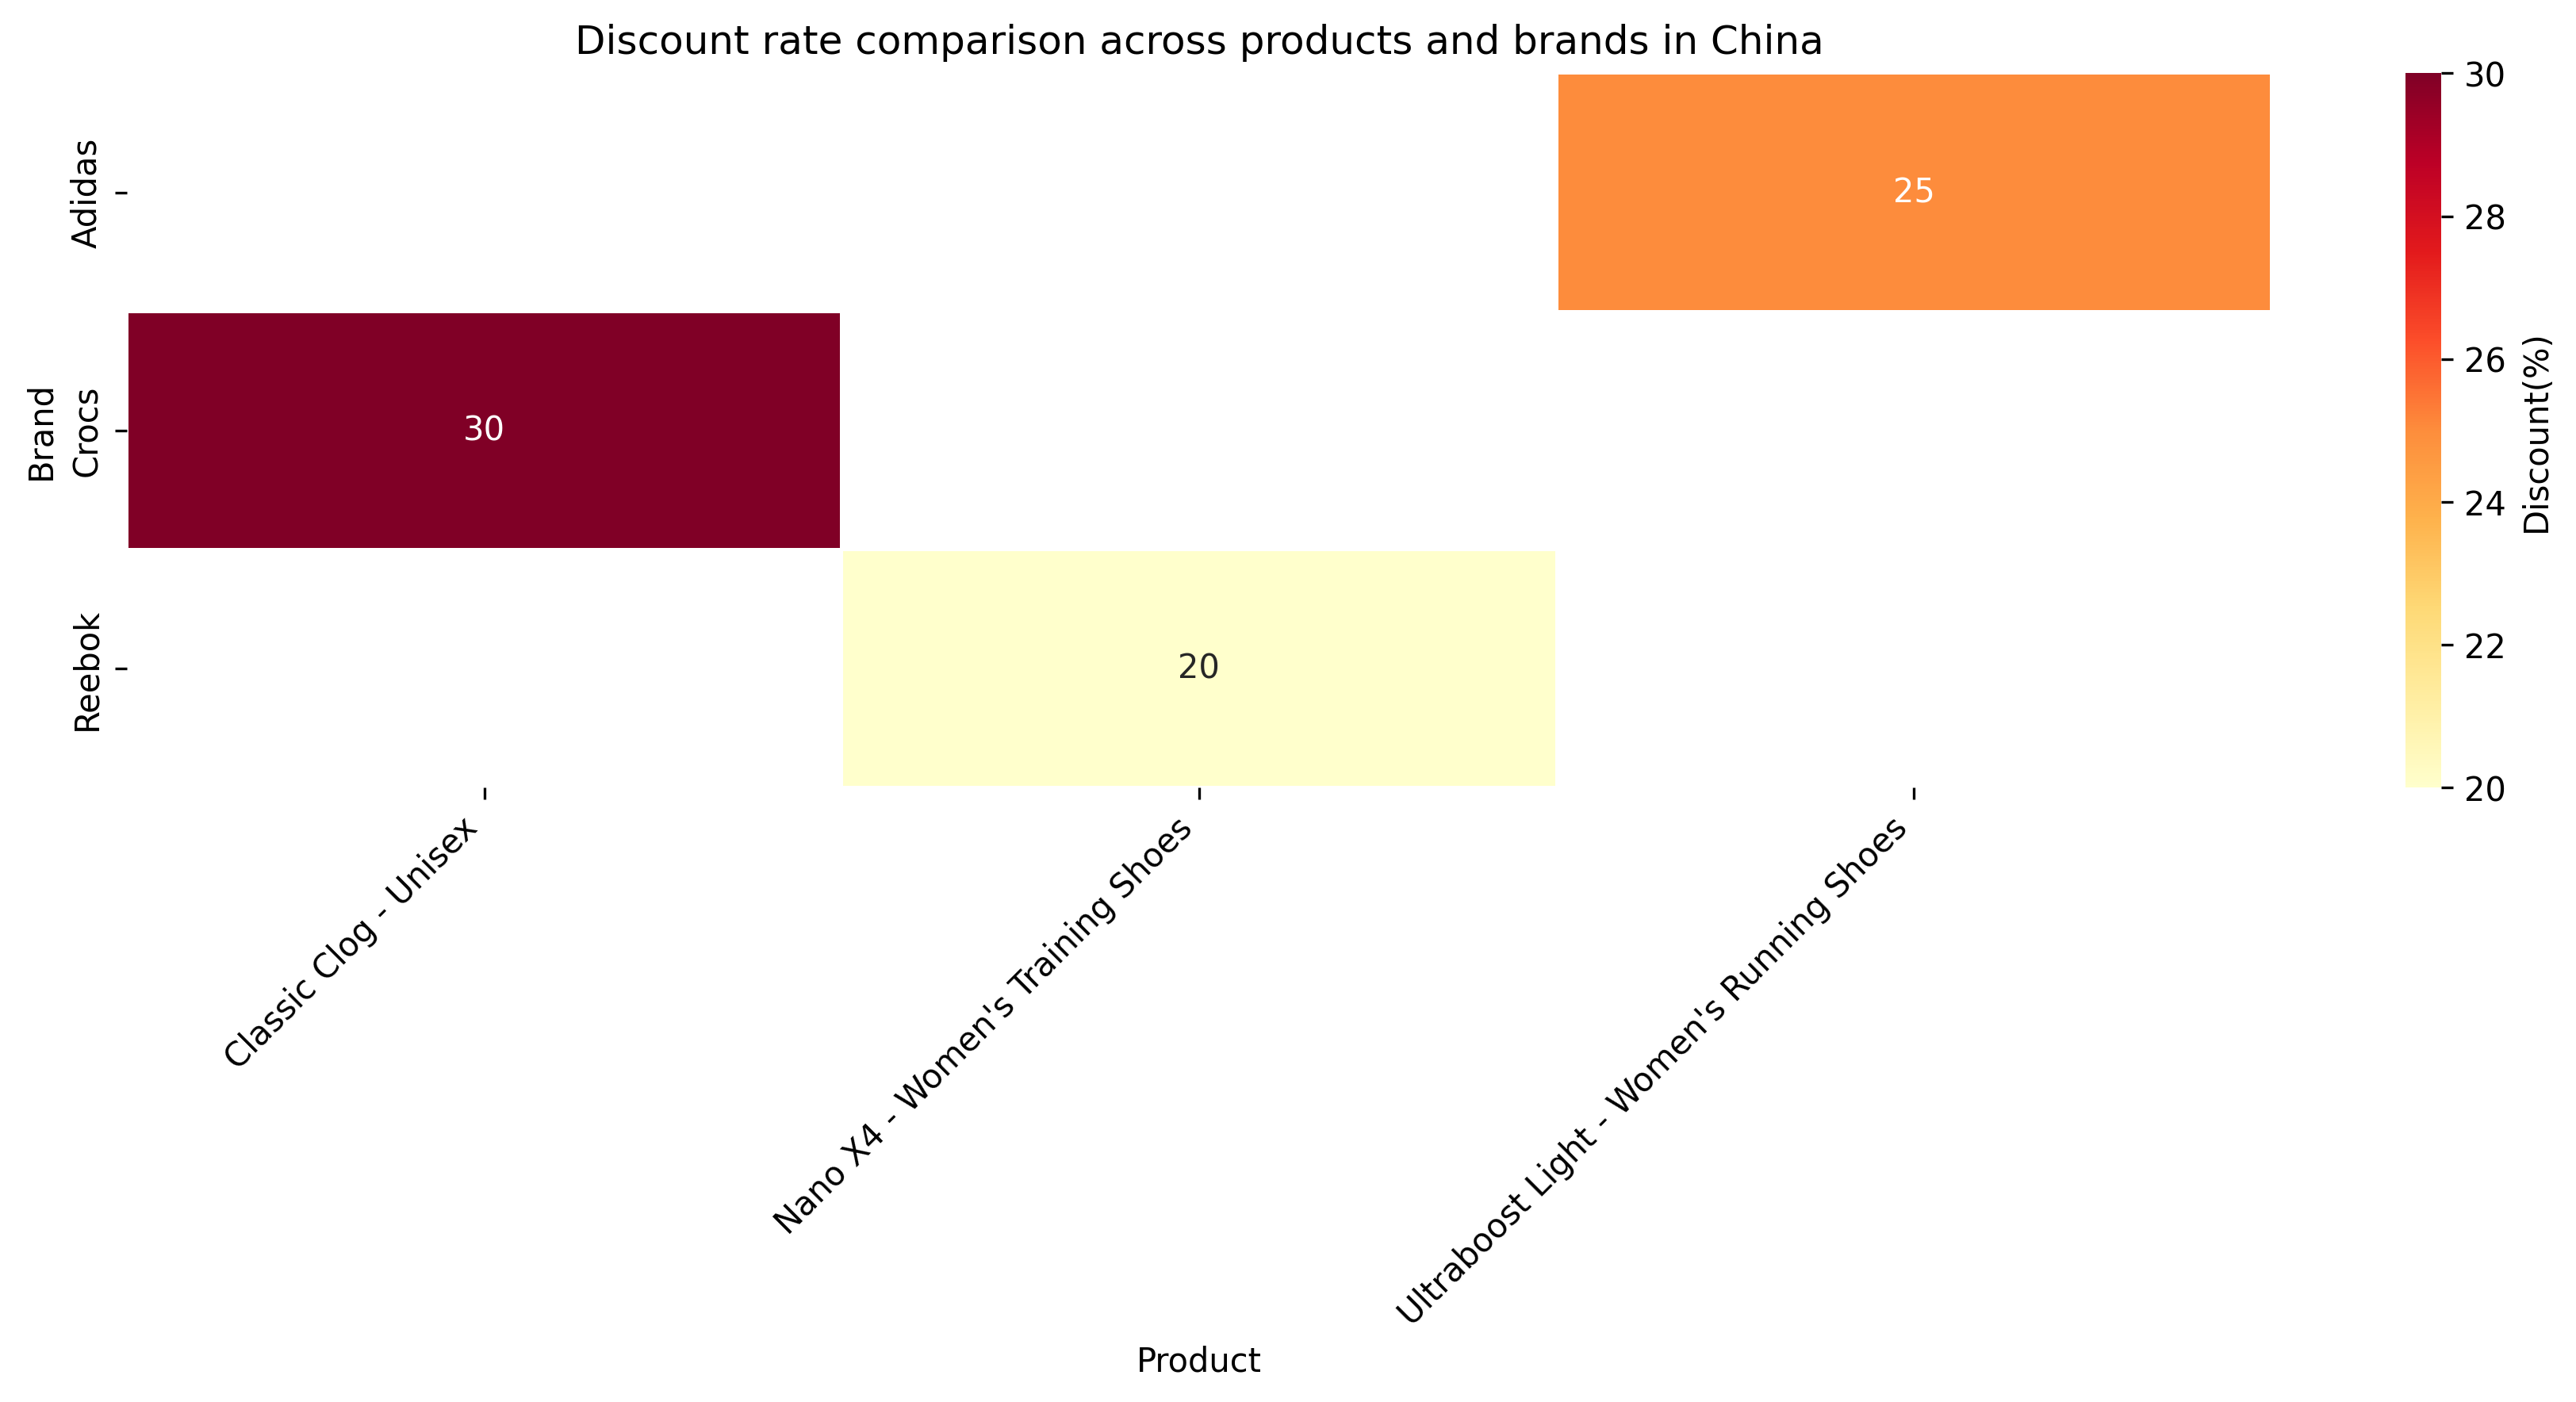 Discount rate comparison across products and brands in China
Brand
Adidas
Crocs
Reebok
25
30
20
30
28
26
24
22
20
Discount(%)
Classic Clog - Unisex
Nano X4 - Women's Training Shoes
Ultraboost Light - Women's Running Shoes
Product